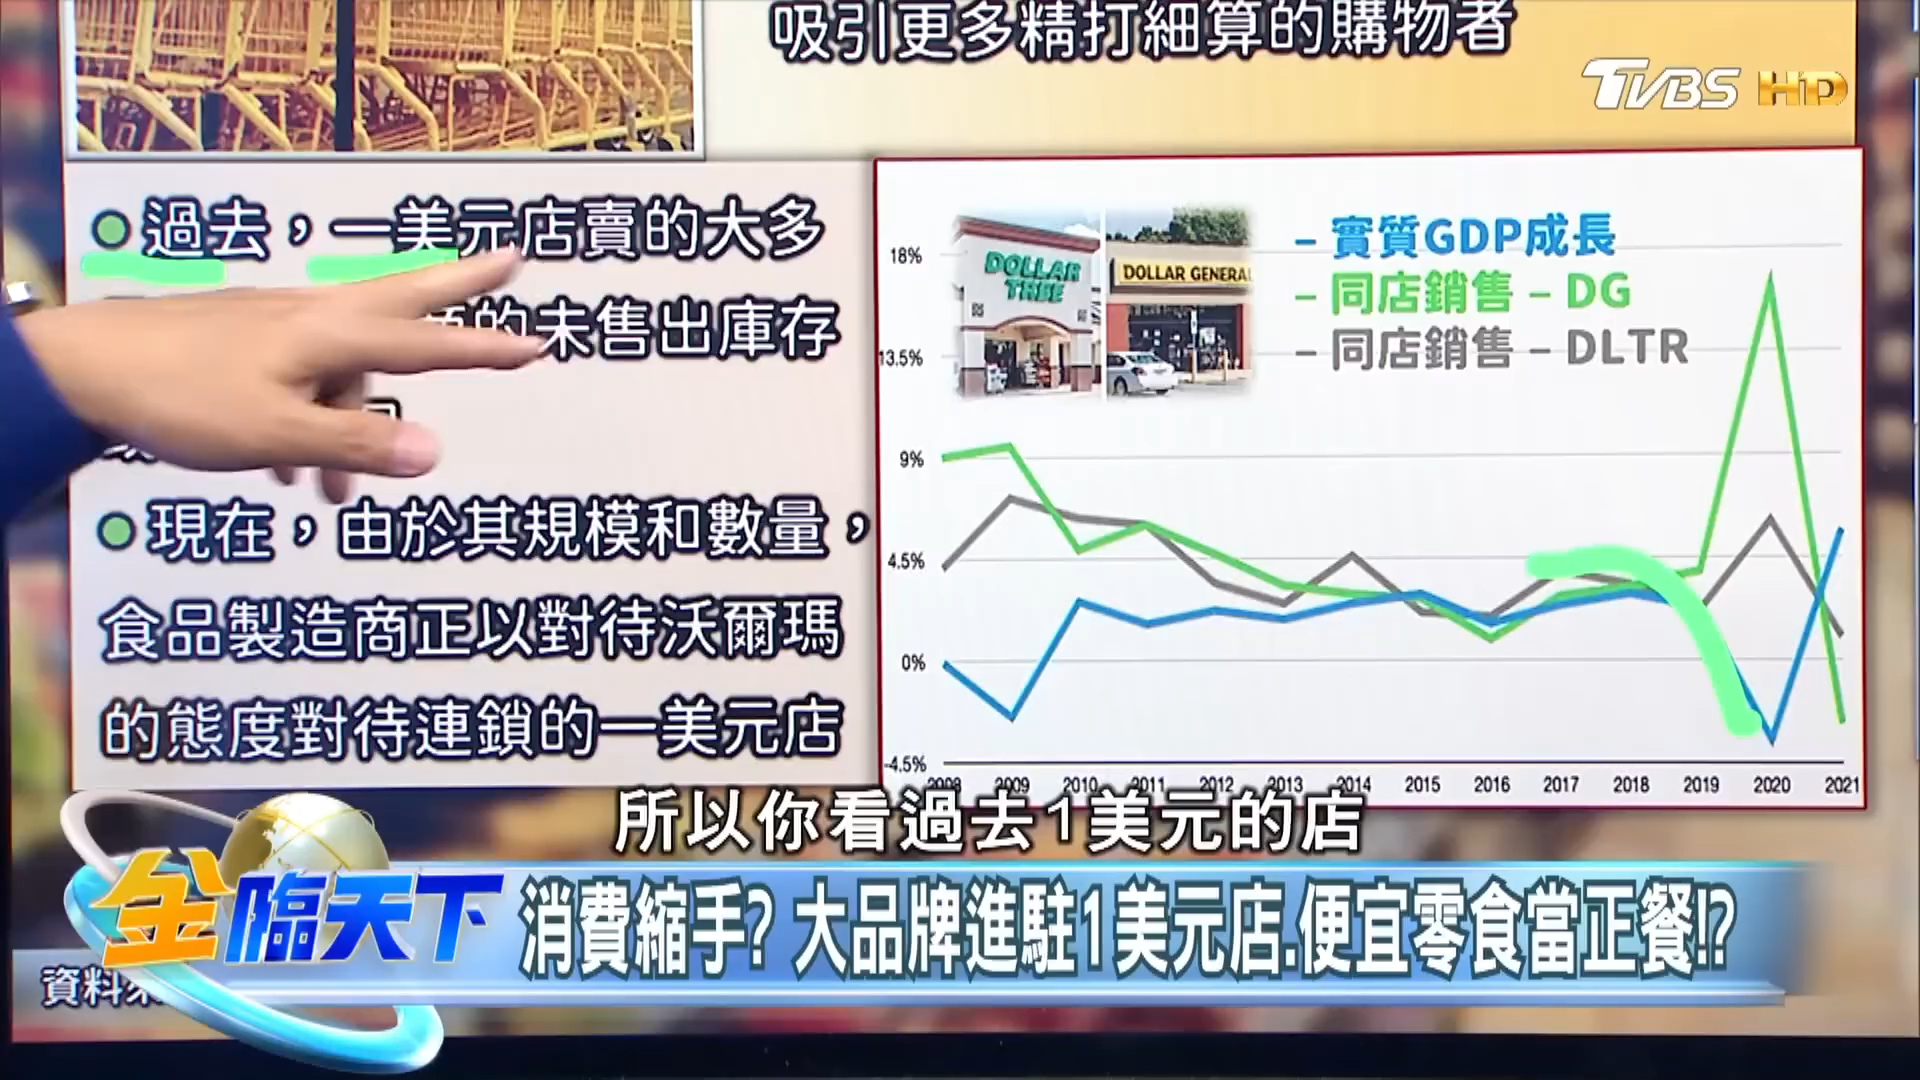 吸引更多精打細算的購物者
TVBS HD
過去，一美元店賣的大多
的未售出庫存
現在，由於其規模和數量，
食品製造商正以對待沃爾瑪
的態度對待連鎖的一美元店
DOLLAR TREE
DOLLAR GENERAL
– 實質GDP成長
– 同店銷售 – DG
– 同店銷售 – DLTR
18%
13.5%
9%
4.5%
0%
-4.5%
2008 2009 2010 2011 2012 2013 2014 2015 2016 2017 2018 2019 2020 2021
所以你看過去1美元的店
金臨天下
消費縮手? 大品牌進駐1美元店.便宜零食當正餐!?
資料